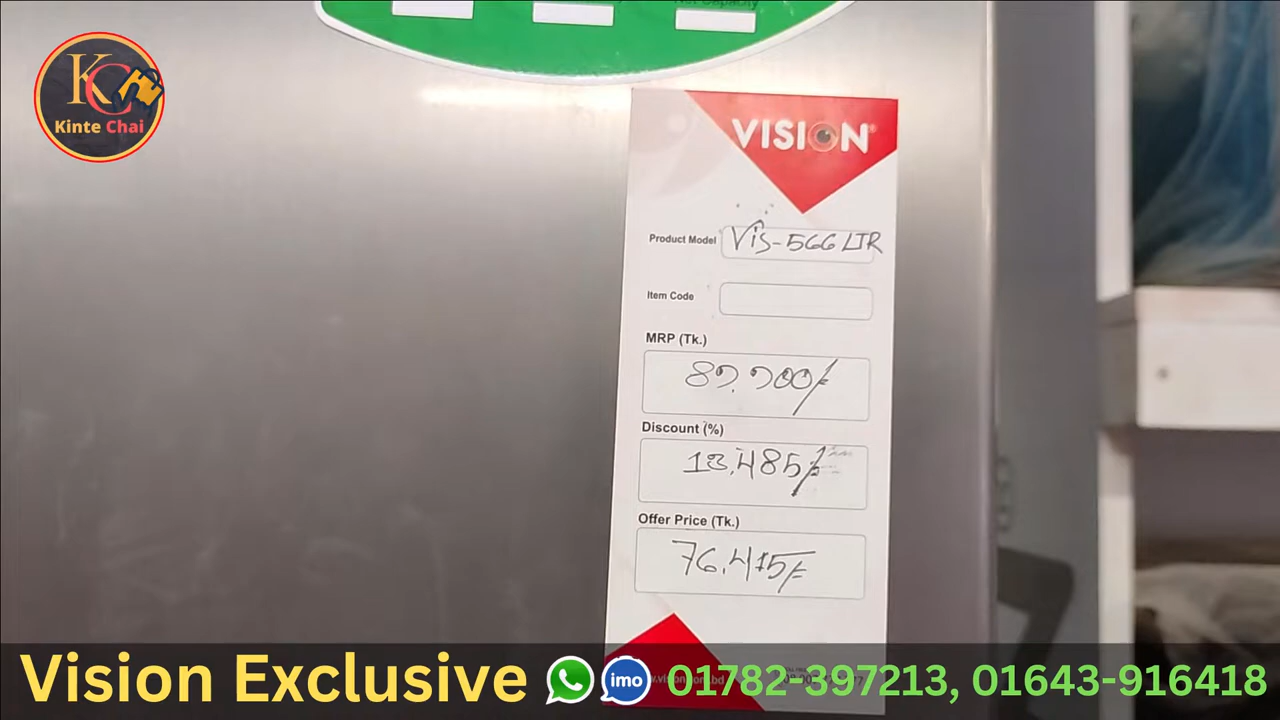 KC
Kinte Chai
VISION®
Product Model Vis-566 LTR
Item Code
MRP (Tk.)
89.900/-
Discount (%)
13,485/-
Offer Price (Tk.)
76,415/-
Vision Exclusive imo 01782-397213, 01643-916418